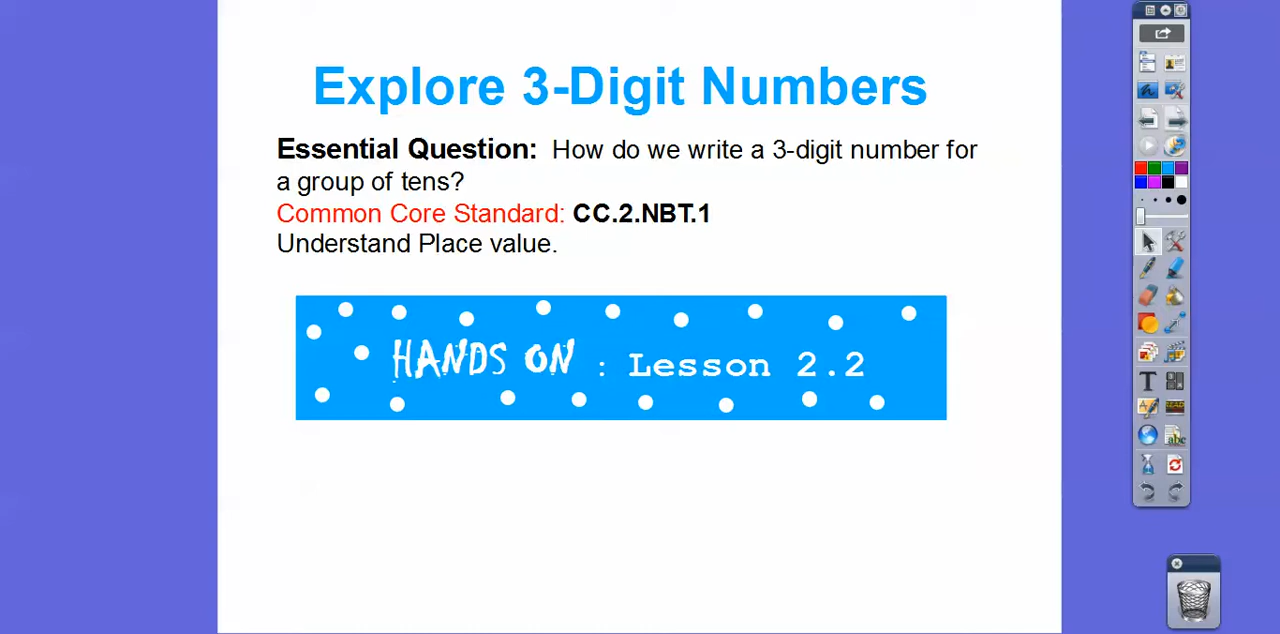 Explore 3-Digit Numbers
Essential Question: How do we write a 3-digit number for
a group of tens?
Common Core Standard: CC.2.NBT.1
Understand Place value.
HANDS ON : Lesson 2.2
T
abc